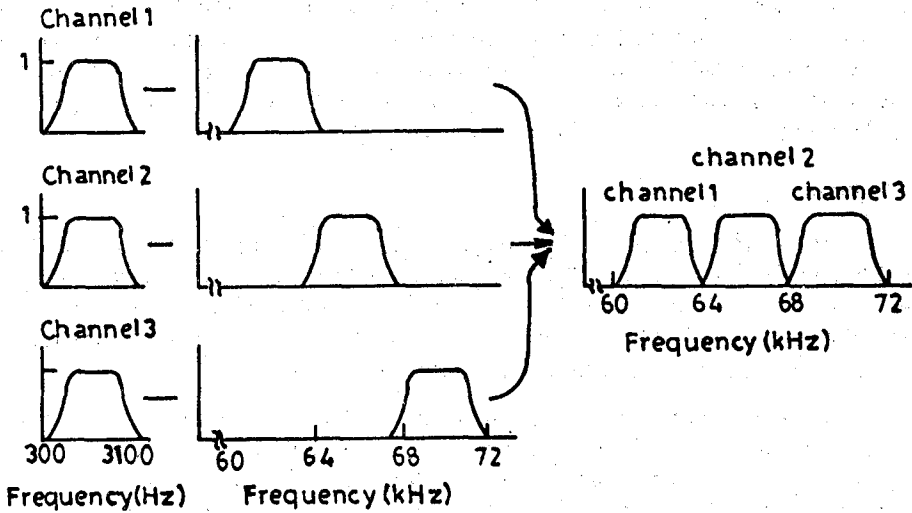 Channel 1
1
Channel 2
1
Channel 3
300 3100
Frequency (Hz)
60 64 68 72
Frequency (kHz)
channel 2
channel 1 channel 3
60 64 68 72
Frequency (kHz)